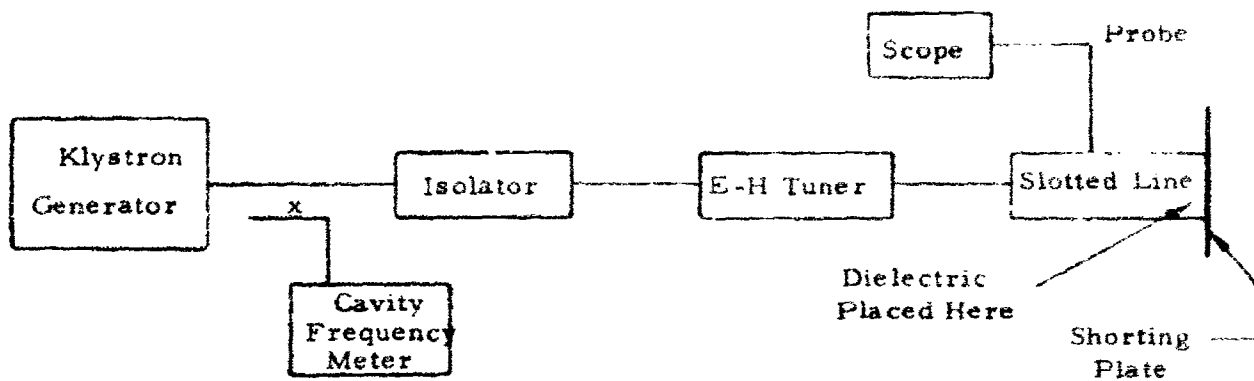 Scope
Probe
Klystron
Generator
x
Isolator
E-H Tuner
Slotted Line
Cavity
Frequency
Meter
Dielectric
Placed Here
Shorting
Plate